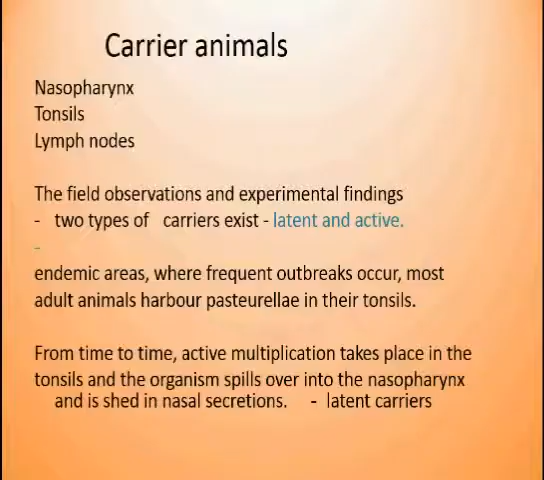 Carrier animals
Nasopharynx
Tonsils
Lymph nodes
The field observations and experimental findings
- two types of carriers exist - latent and active.
-
endemic areas, where frequent outbreaks occur, most
adult animals harbour pasteurellae in their tonsils.
From time to time, active multiplication takes place in the
tonsils and the organism spills over into the nasopharynx
and is shed in nasal secretions. - latent carriers